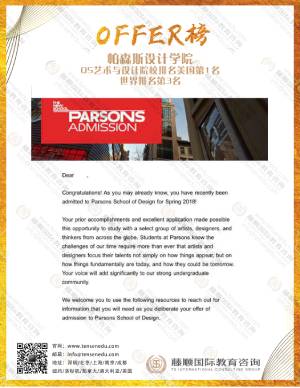 OFFER榜
帕森斯设计学院
QS艺术与设计院校排名美国第1名
世界排名第3名
THE NEW SCHOOL
PARSONS
ADMISSION
Dear ,
Congratulations! As you may already know, you have recently been
admitted to Parsons School of Design for Spring 2018!
Your prior accomplishments and excellent application made possible
this opportunity to study with a select group of artists, designers, and
thinkers from across the globe. Students at Parsons know the
challenges of our time require more than ever that artists and
designers focus their talents not simply on how things appear, but on
how things fundamentally are today, and how they could be tomorrow.
Your voice will add significantly to our strong undergraduate
community.
We welcome you to use the following resources to reach out for
information that you will need as you deliberate your offer of
admission to Parsons School of Design.
官网: www.tensenedu.com
邮箱: info@tensenedu.com
地址: 深圳/北京/上海/南京/成都
纽约/洛杉矶/加拿大/澳大利亚/英国
藤顺国际教育咨询
TS INTERNATIONAL CONSULTING GROUP